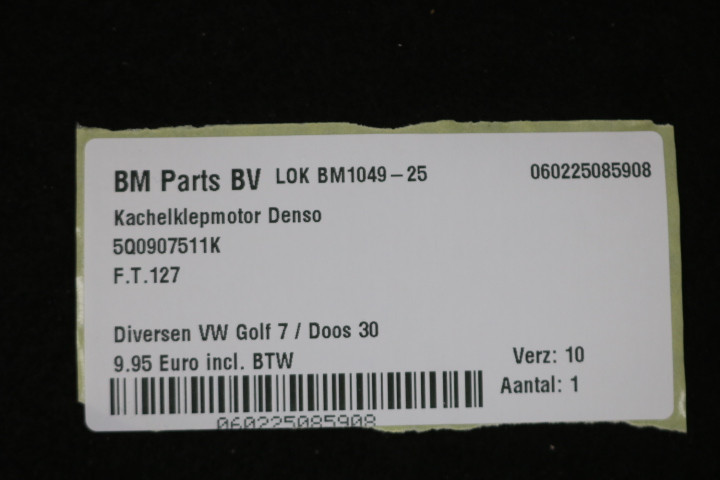 BM Parts BV LOK BM1049-25 060225085908
Kachelklepmotor Denso
5Q0907511K
F.T.127
Diversen VW Golf 7 / Doos 30
9.95 Euro incl. BTW Verz: 10
Aantal: 1
060225085908